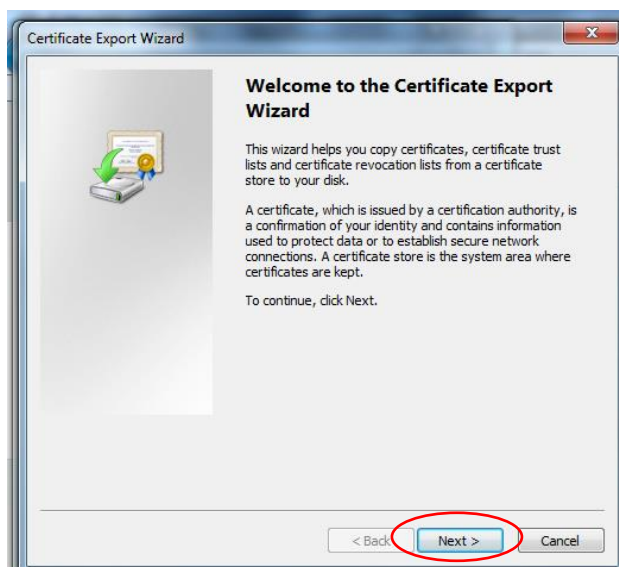 Certificate Export Wizard
Welcome to the Certificate Export
Wizard
This wizard helps you copy certificates, certificate trust
lists and certificate revocation lists from a certificate
store to your disk.
A certificate, which is issued by a certification authority, is
a confirmation of your identity and contains information
used to protect data or to establish secure network
connections. A certificate store is the system area where
certificates are kept.
To continue, click Next.
< Back Next > Cancel